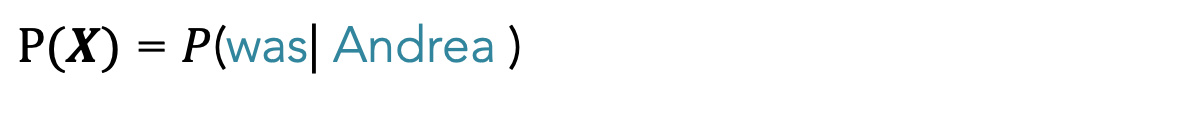 P(X) = P(was| Andrea )